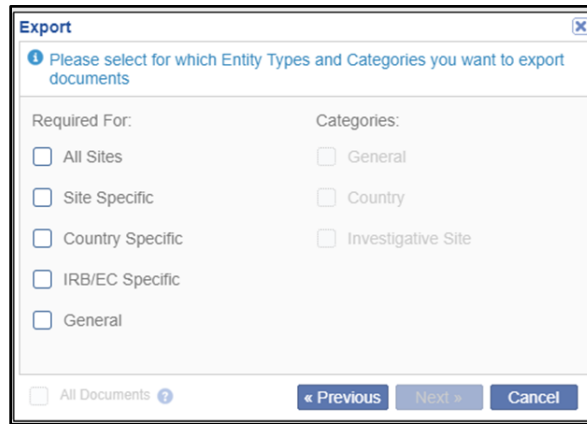 Export
Please select for which Entity Types and Categories you want to export
documents
Required For:
Categories:
All Sites
General
Site Specific
Country
Country Specific
Investigative Site
IRB/EC Specific
General
All Documents ?
« Previous
Next »
Cancel